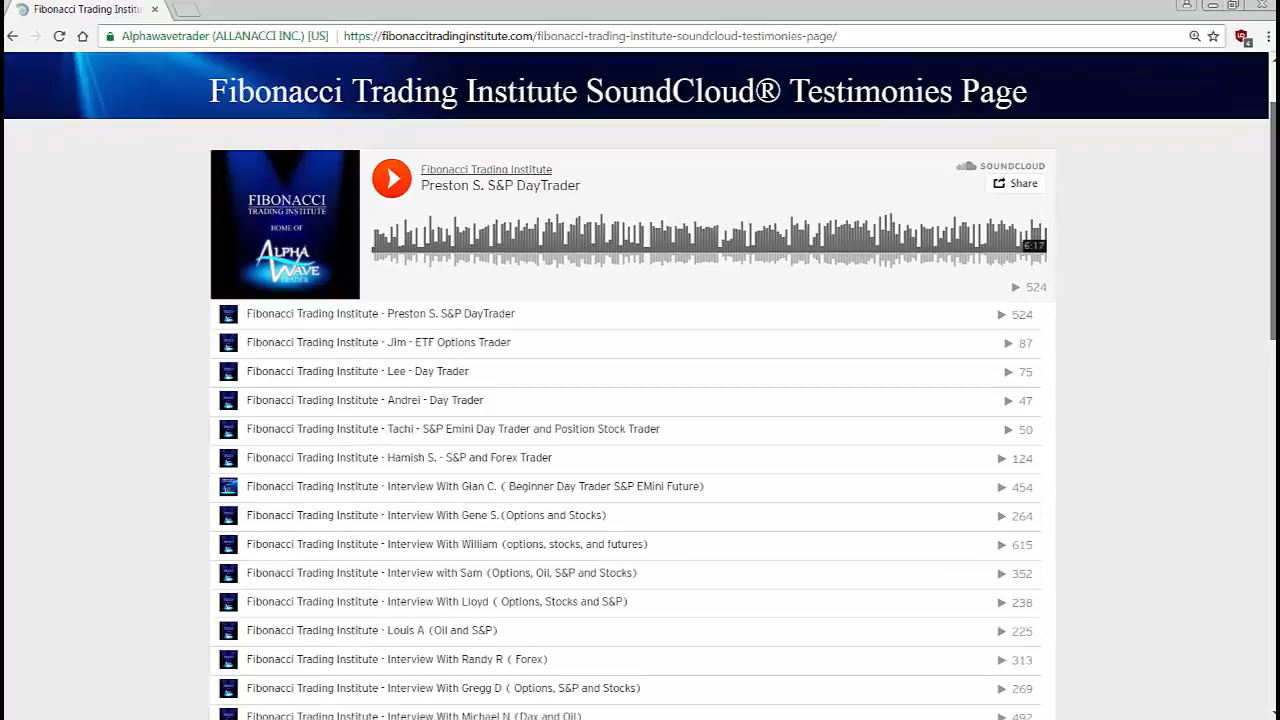 Fibonacci Trading Institu
Alphawavetrader (ALLANACCI INC.) [US] https://fibonaccitradinginstitute.com/fibonacci-trading-institute-soundcloud-testimonies-page/
4
Fibonacci Trading Institute SoundCloud® Testimonies Page
FIBONACCI
TRADING INSTITUTE
HOME OF
ALPHA
WAVE
TRADER
Fibonacci Trading Institute
Preston S. S&P DayTrader
SOUNDCLOUD
Share
6:17
524
Fibonacci Trading Institute - Preston S. S&P DayTrader 524
Fibonacci Trading Institute - Jim - ETF Options Trader 87
Fibonacci Trading Institute - Lee - Day Trader 75
Fibonacci Trading Institute - Andrei - Day Trader 47
Fibonacci Trading Institute - Tachi - S&P Emini Day Trader and Position Stock Trader 50
Fibonacci Trading Institute - Hamish S. - S&P and Forex Trader 124
Fibonacci Trading Institute - Interview With Gian C. ( Beginner Day Trader S&P EMini Future) 454
Fibonacci Trading Institute - Interview With Gene S (Options and Stocks) 264
Fibonacci Trading Institute - Interview With William (options, stocks and futures) 615
Fibonacci Trading Institute - Interview with Sam (Options, Oil, S&P and Stocks) 352
Fibonacci Trading Institute - Interview With Lloyd (Options, Stocks and S&P) 238
Fibonacci Trading Institute - Louis A (Oil and S&P) 225
Fibonacci Trading Institute - Interview With ( Forex) 313
Fibonacci Trading Institute - Interview With ( Options, S&P and Stocks) 269
Fibonacci Trading Institute - Interview With (Dax and Oil) 492